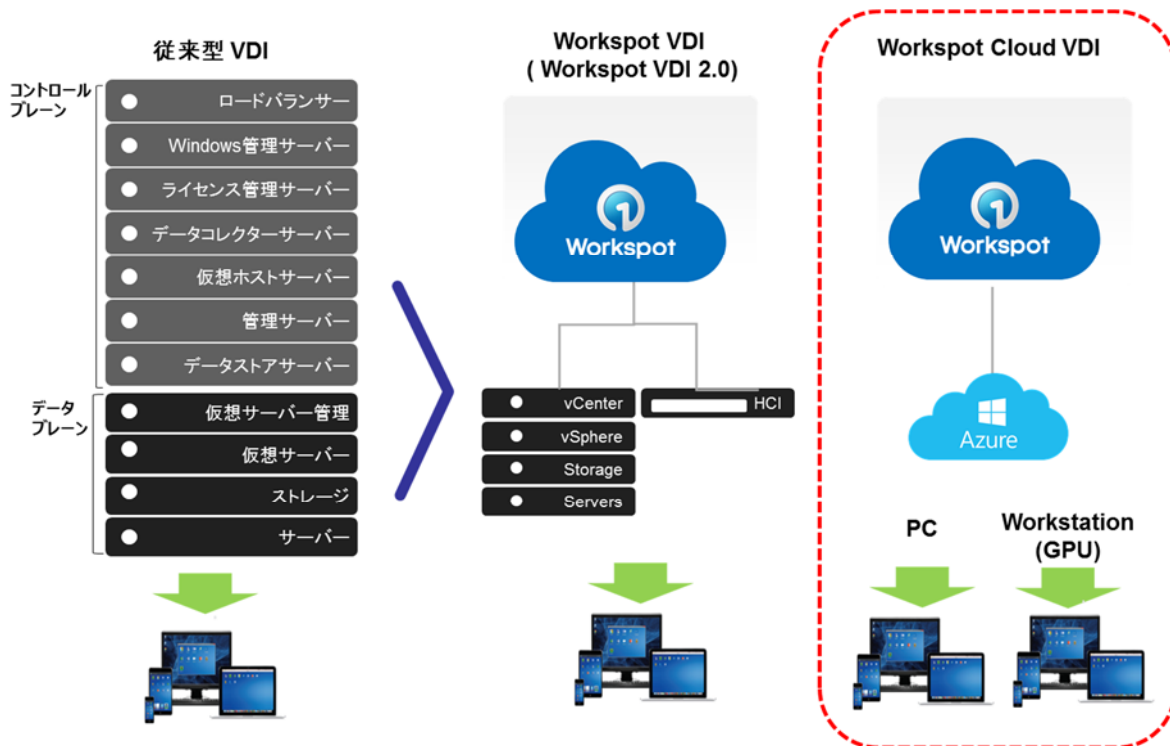 従来型 VDI
コントロール
プレーン
ロードバランサー
Windows管理サーバー
ライセンス管理サーバー
データコレクターサーバー
仮想ホストサーバー
管理サーバー
データストアサーバー
データ
プレーン
仮想サーバー管理
仮想サーバー
ストレージ
サーバー
Workspot VDI
( Workspot VDI 2.0)
Workspot
vCenter
HCI
vSphere
Storage
Servers
Workspot Cloud VDI
Workspot
Azure
PC
Workstation
(GPU)